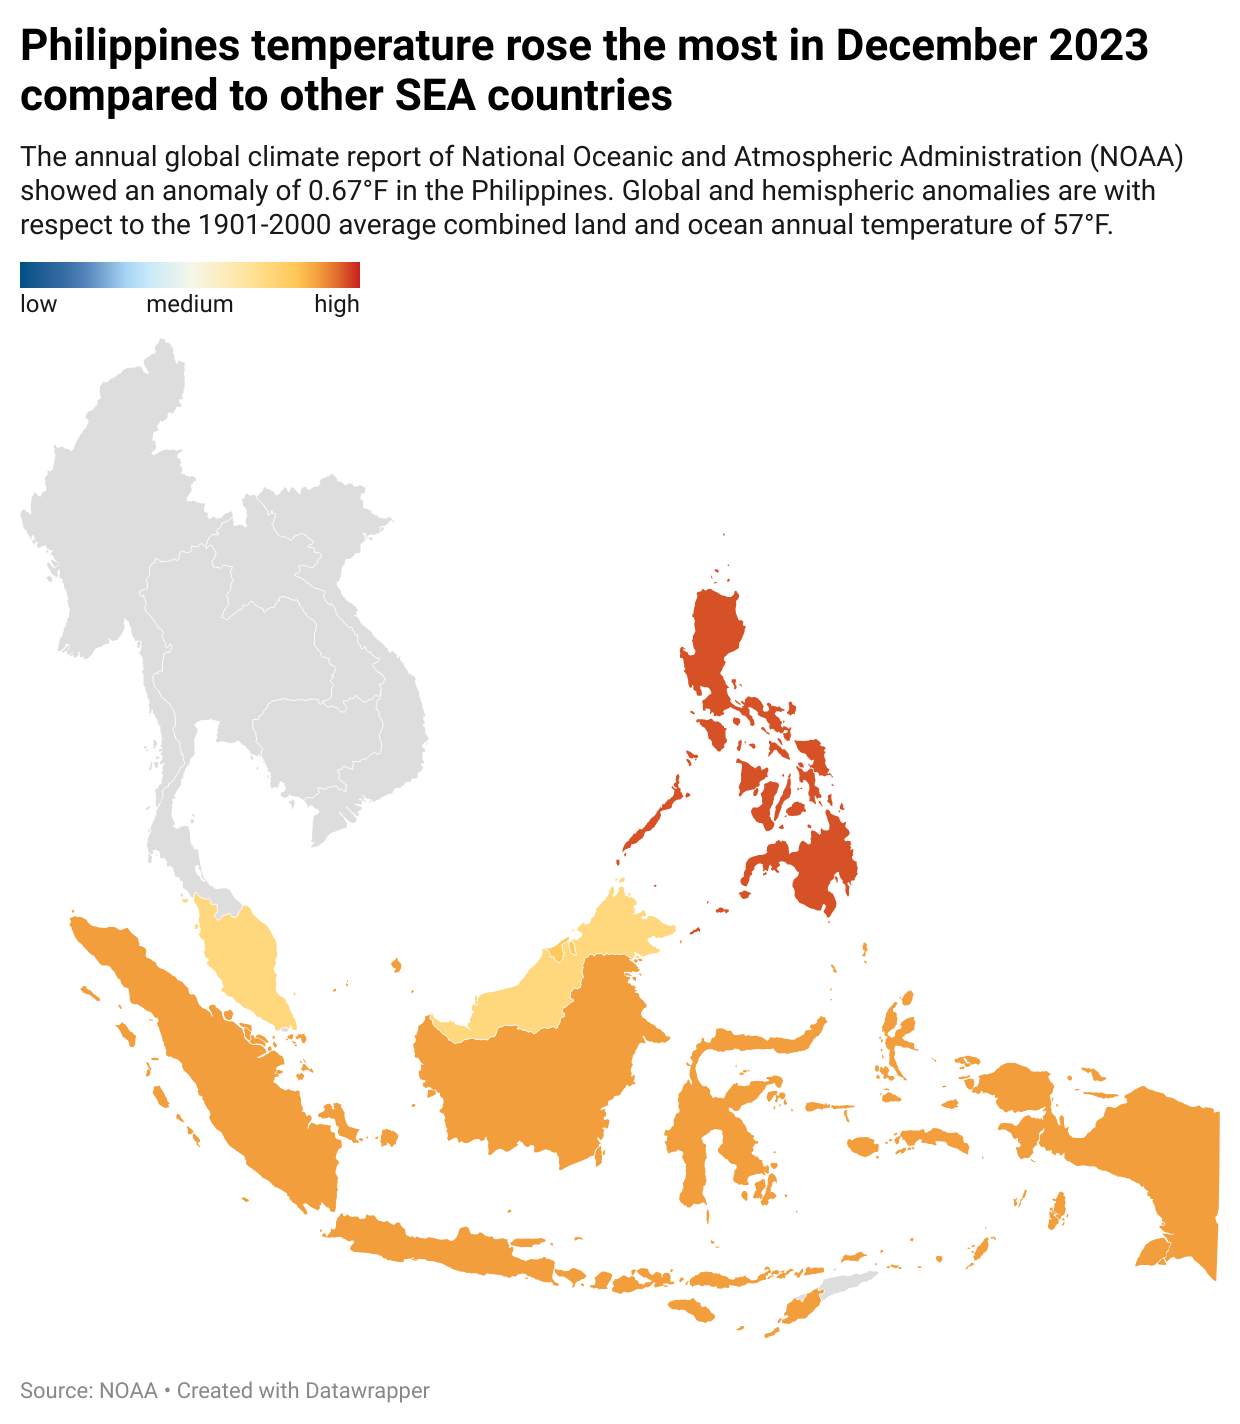 Philippines temperature rose the most in December 2023
compared to other SEA countries
The annual global climate report of National Oceanic and Atmospheric Administration (NOAA)
showed an anomaly of 0.67°F in the Philippines. Global and hemispheric anomalies are with
respect to the 1901-2000 average combined land and ocean annual temperature of 57°F.
low medium high
Source: NOAA • Created with Datawrapper